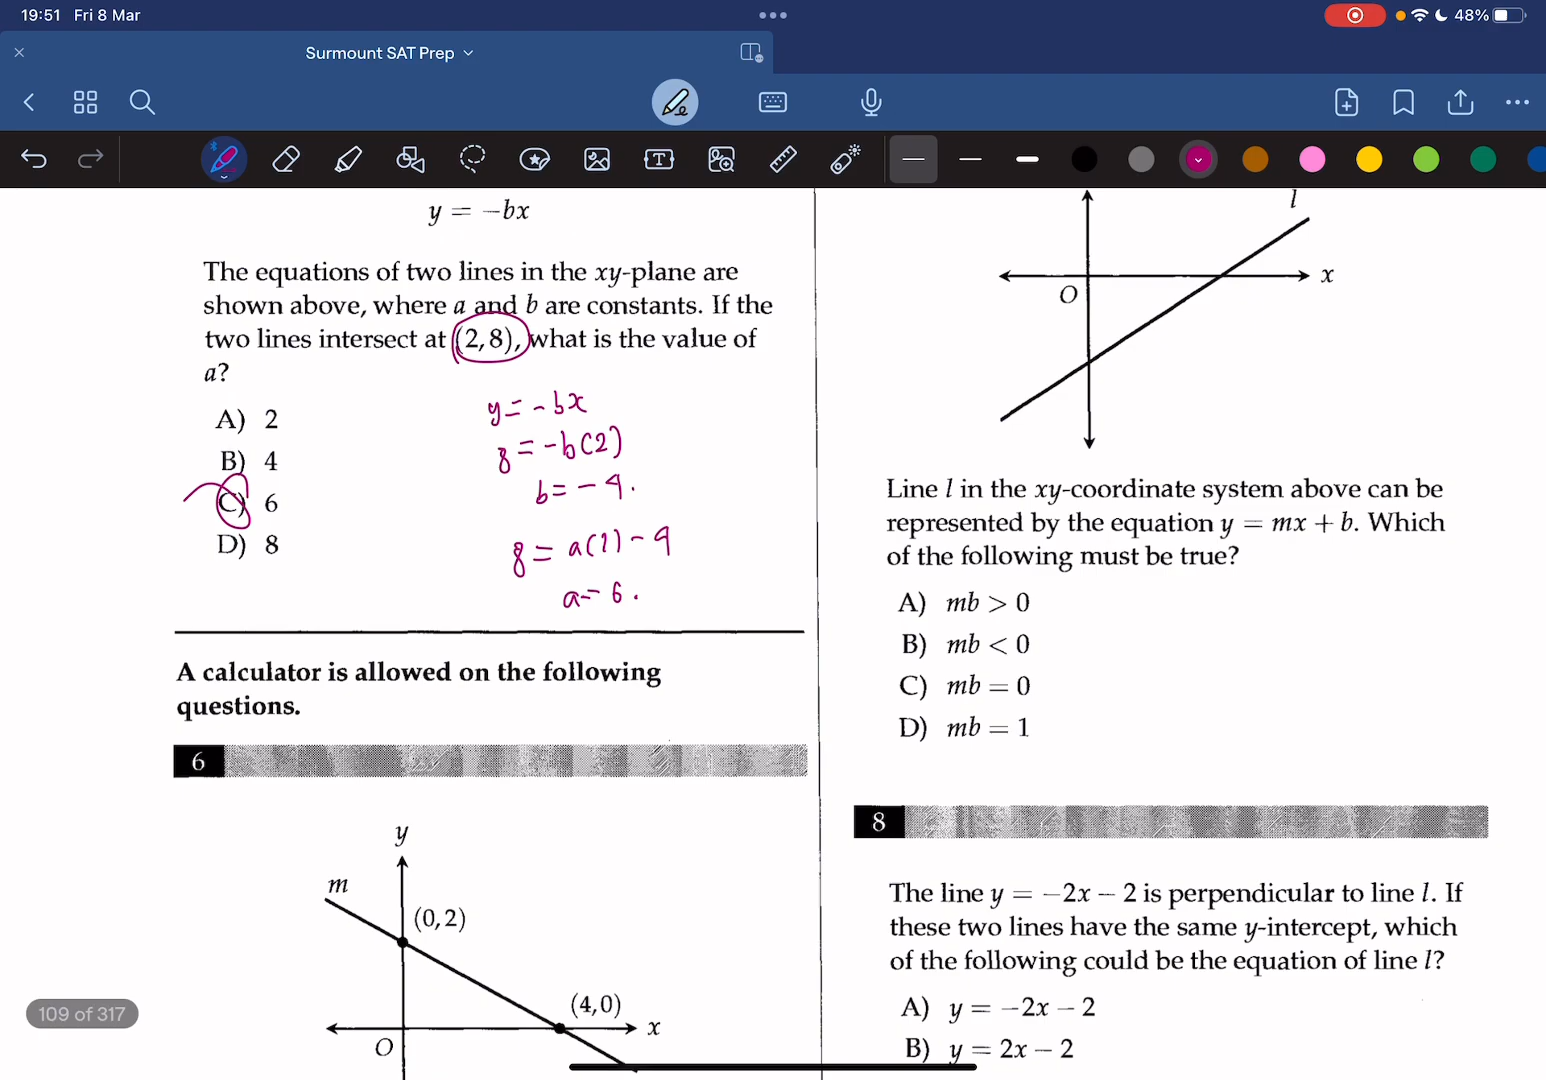 19:51 Fri 8 Mar
48%
Surmount SAT Prep
T
y = −bx
The equations of two lines in the xy-plane are
shown above, where a and b are constants. If the
two lines intersect at (2,8), what is the value of
a?
A) 2
B) 4
C) 6
D) 8
y = -bx
8 = -b(2)
b = -4.
8 = a(2) - 4
a = 6.
A calculator is allowed on the following
questions.
6
y
m
(0,2)
(4,0)
x
O
109 of 317
l
x
O
Line l in the xy-coordinate system above can be
represented by the equation y = mx + b. Which
of the following must be true?
A) mb > 0
B) mb < 0
C) mb = 0
D) mb = 1
8
The line y = −2x − 2 is perpendicular to line l. If
these two lines have the same y-intercept, which
of the following could be the equation of line l?
A) y = −2x − 2
B) y = 2x − 2